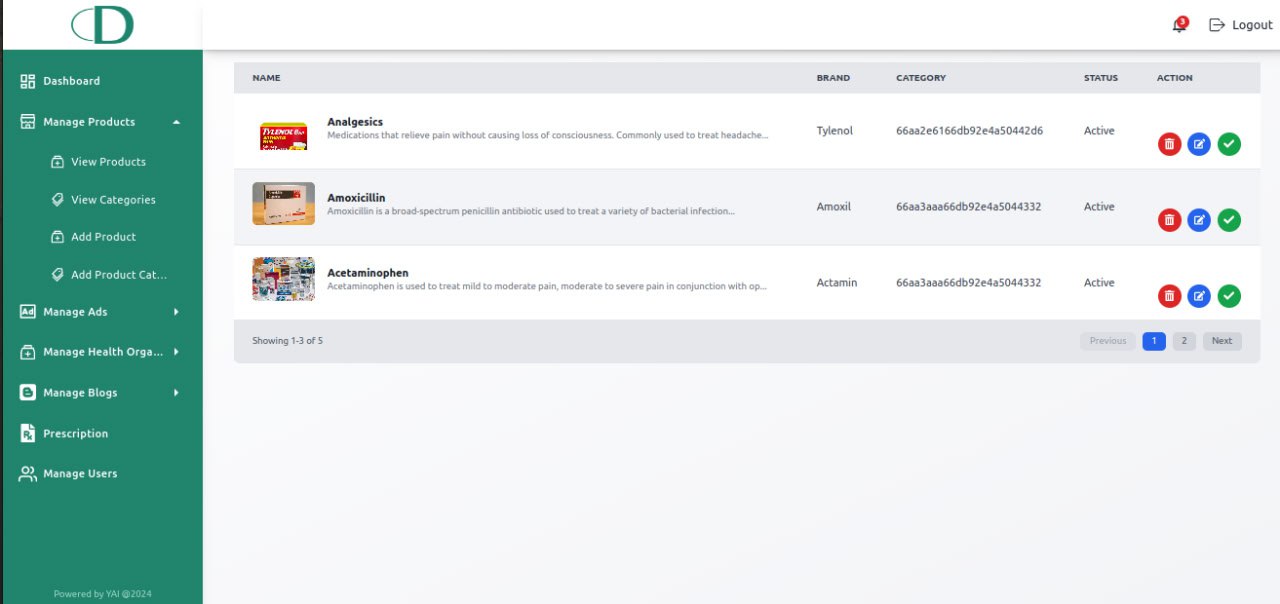 D
3
Logout
Dashboard
Manage Products
View Products
View Categories
Add Product
Add Product Cat...
Manage Ads
Manage Health Orga...
Manage Blogs
Prescription
Manage Users
Powered by YAI @2024
NAME BRAND CATEGORY STATUS ACTION
TYLENOL
Analgesics
Medications that relieve pain without causing loss of consciousness. Commonly used to treat headache...
Tylenol 66aa2e6166db92e4a50442d6 Active
Amoxicillin
Amoxicillin is a broad-spectrum penicillin antibiotic used to treat a variety of bacterial infection...
Amoxil 66aa3aaa66db92e4a5044332 Active
Acetaminophen
Acetaminophen is used to treat mild to moderate pain, moderate to severe pain in conjunction with op...
Actamin 66aa3aaa66db92e4a5044332 Active
Showing 1-3 of 5
Previous 1 2 Next